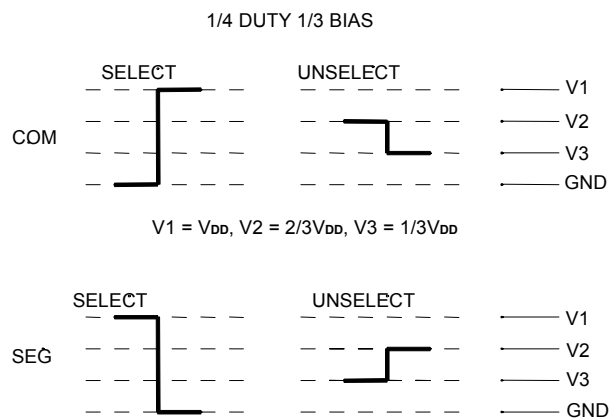 1/4 DUTY 1/3 BIAS
SELECT UNSELECT
V1
V2
COM
V3
GND
V1 = VDD, V2 = 2/3VDD, V3 = 1/3VDD
SELECT UNSELECT
V1
V2
SEG
V3
GND